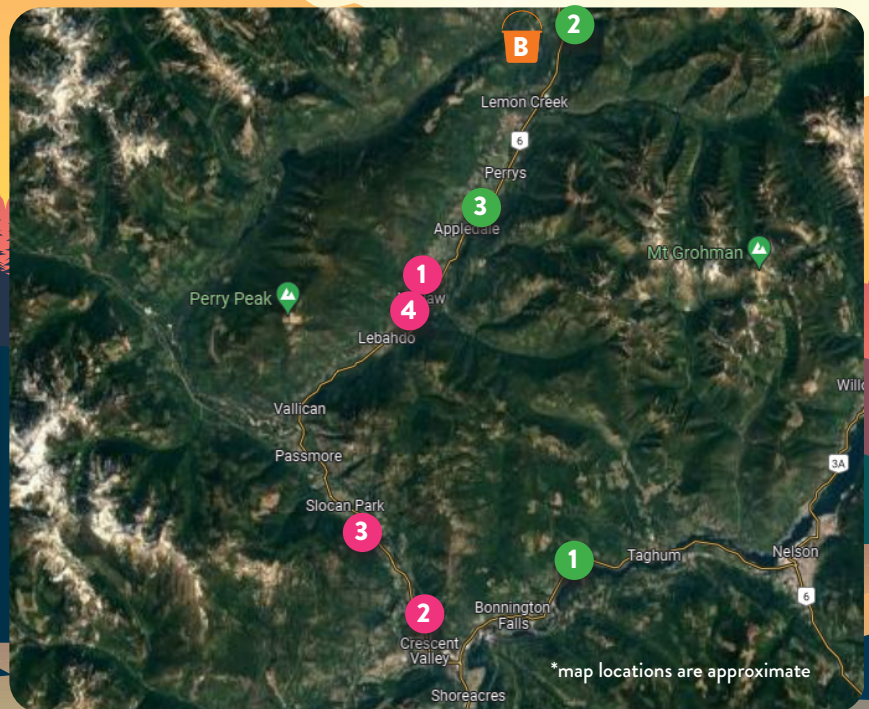 2
B
Lemon Creek
6
Perrys
3
Appledale
Mt Grohman
1
Perry Peak
4
Lebahdo
Willo
Vallican
3A
Passmore
Slocan Park
3
1
Taghum
Nelson
6
2
Bonnington
Falls
Crescent
Valley
*map locations are approximate
Shoreacres